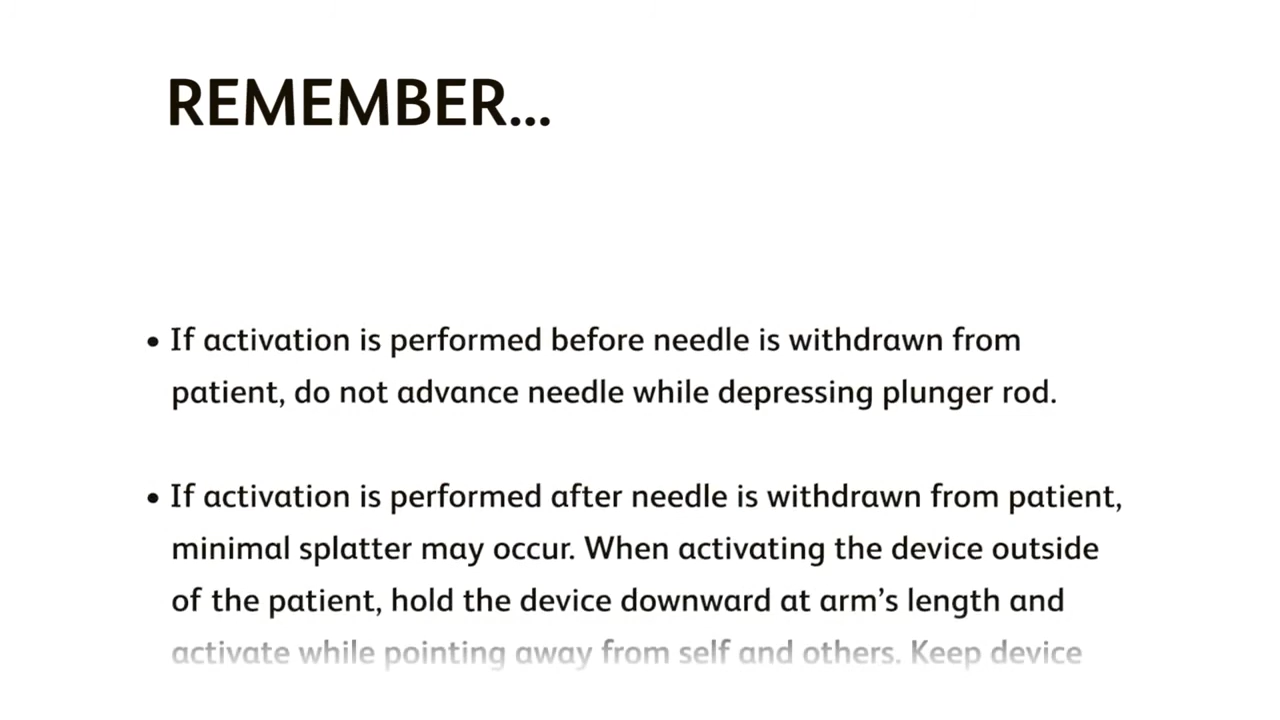 REMEMBER...
• If activation is performed before needle is withdrawn from
patient, do not advance needle while depressing plunger rod.
• If activation is performed after needle is withdrawn from patient,
minimal splatter may occur. When activating the device outside
of the patient, hold the device downward at arm’s length and
activate while pointing away from self and others. Keep device